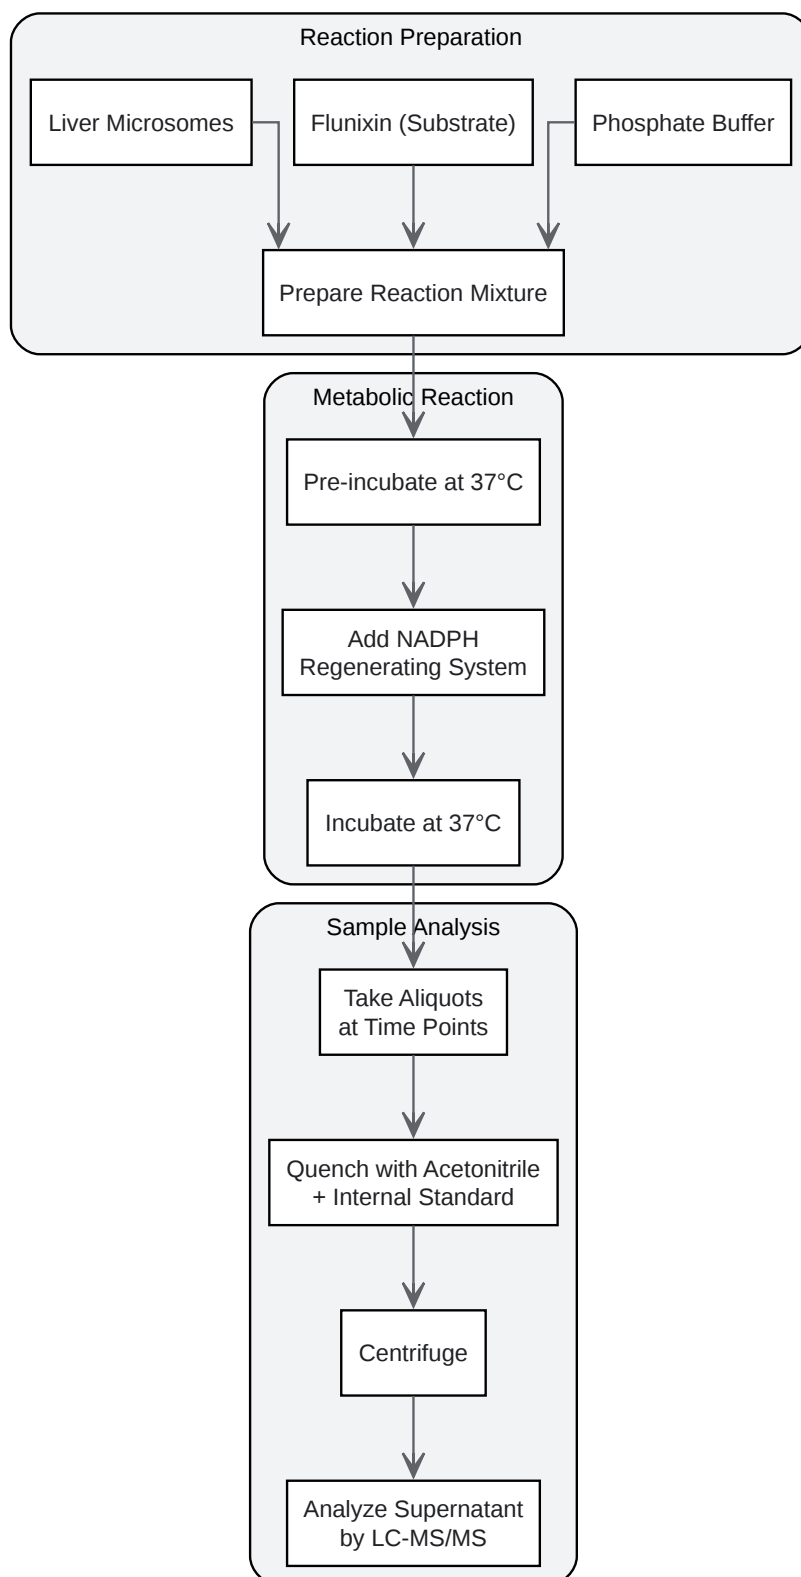 Reaction Preparation
Liver Microsomes
Flunixin (Substrate)
Phosphate Buffer
Prepare Reaction Mixture
Metabolic Reaction
Pre-incubate at 37°C
Add NADPH
Regenerating System
Incubate at 37°C
Sample Analysis
Take Aliquots
at Time Points
Quench with Acetonitrile
+ Internal Standard
Centrifuge
Analyze Supernatant
by LC-MS/MS